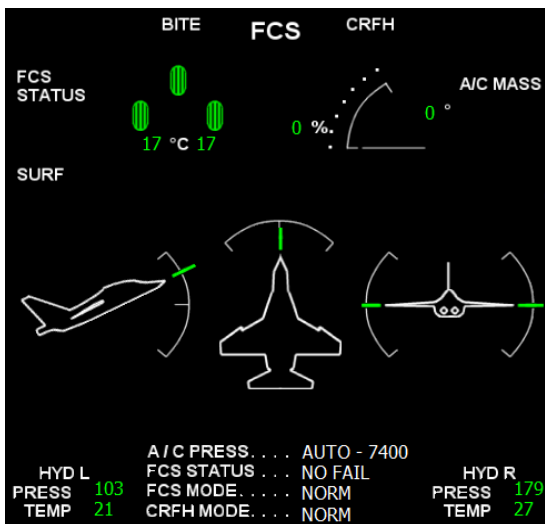 BITE FCS CRFH
FCS
STATUS
A/C MASS
0 %
0 °
17 °C 17
SURF
A/C PRESS.... AUTO - 7400
FCS STATUS ... NO FAIL
FCS MODE..... NORM
CRFH MODE.... NORM
HYD L
PRESS 103
TEMP 21
HYD R
PRESS 179
TEMP 27